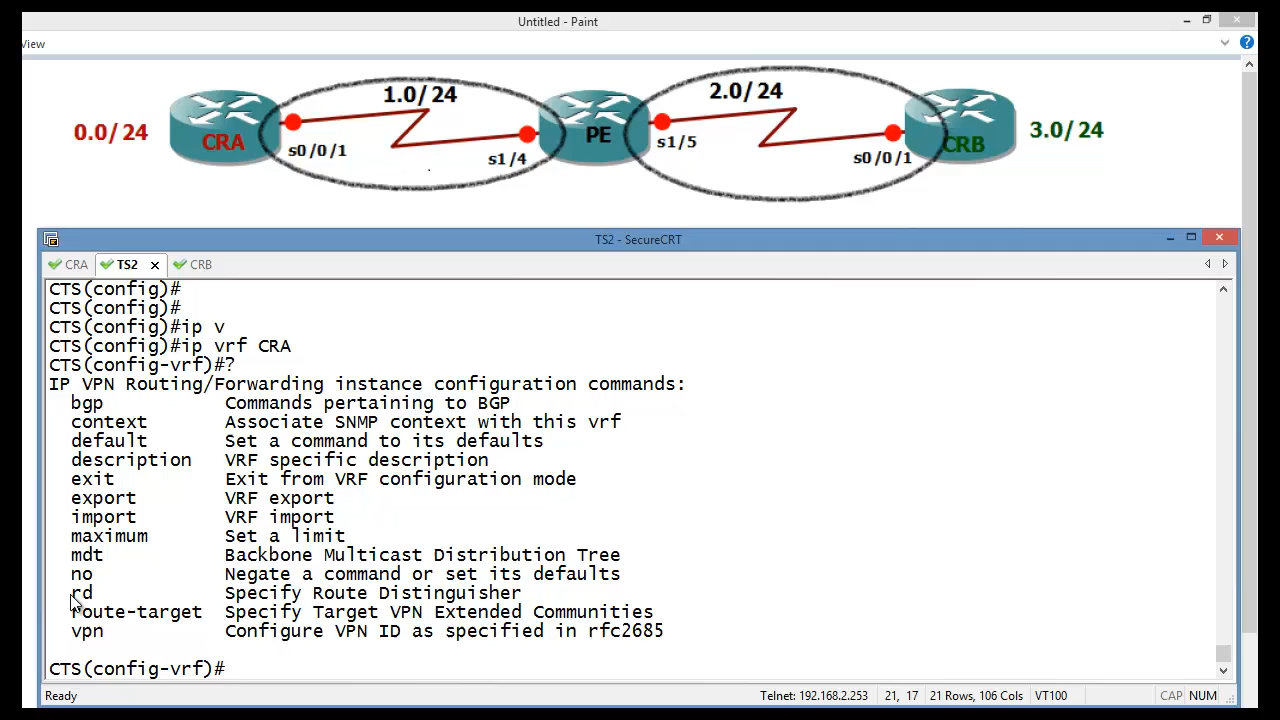 Untitled - Paint
View
1.0/24
2.0/24
0.0/24
CRA
PE
CRB
3.0/24
s0/0/1
s1/4
s1/5
s0/0/1
TS2 - SecureCRT
CRA
TS2
CRB
CTS(config)#
CTS(config)#
CTS(config)#ip v
CTS(config)#ip vrf CRA
CTS(config-vrf)#?
IP VPN Routing/Forwarding instance configuration commands:
bgp Commands pertaining to BGP
context Associate SNMP context with this vrf
default Set a command to its defaults
description VRF specific description
exit Exit from VRF configuration mode
export VRF export
import VRF import
maximum Set a limit
mdt Backbone Multicast Distribution Tree
no Negate a command or set its defaults
rd Specify Route Distinguisher
route-target Specify Target VPN Extended Communities
vpn Configure VPN ID as specified in rfc2685
CTS(config-vrf)#
Ready Telnet: 192.168.2.253 21, 17 21 Rows, 106 Cols VT100 CAP NUM